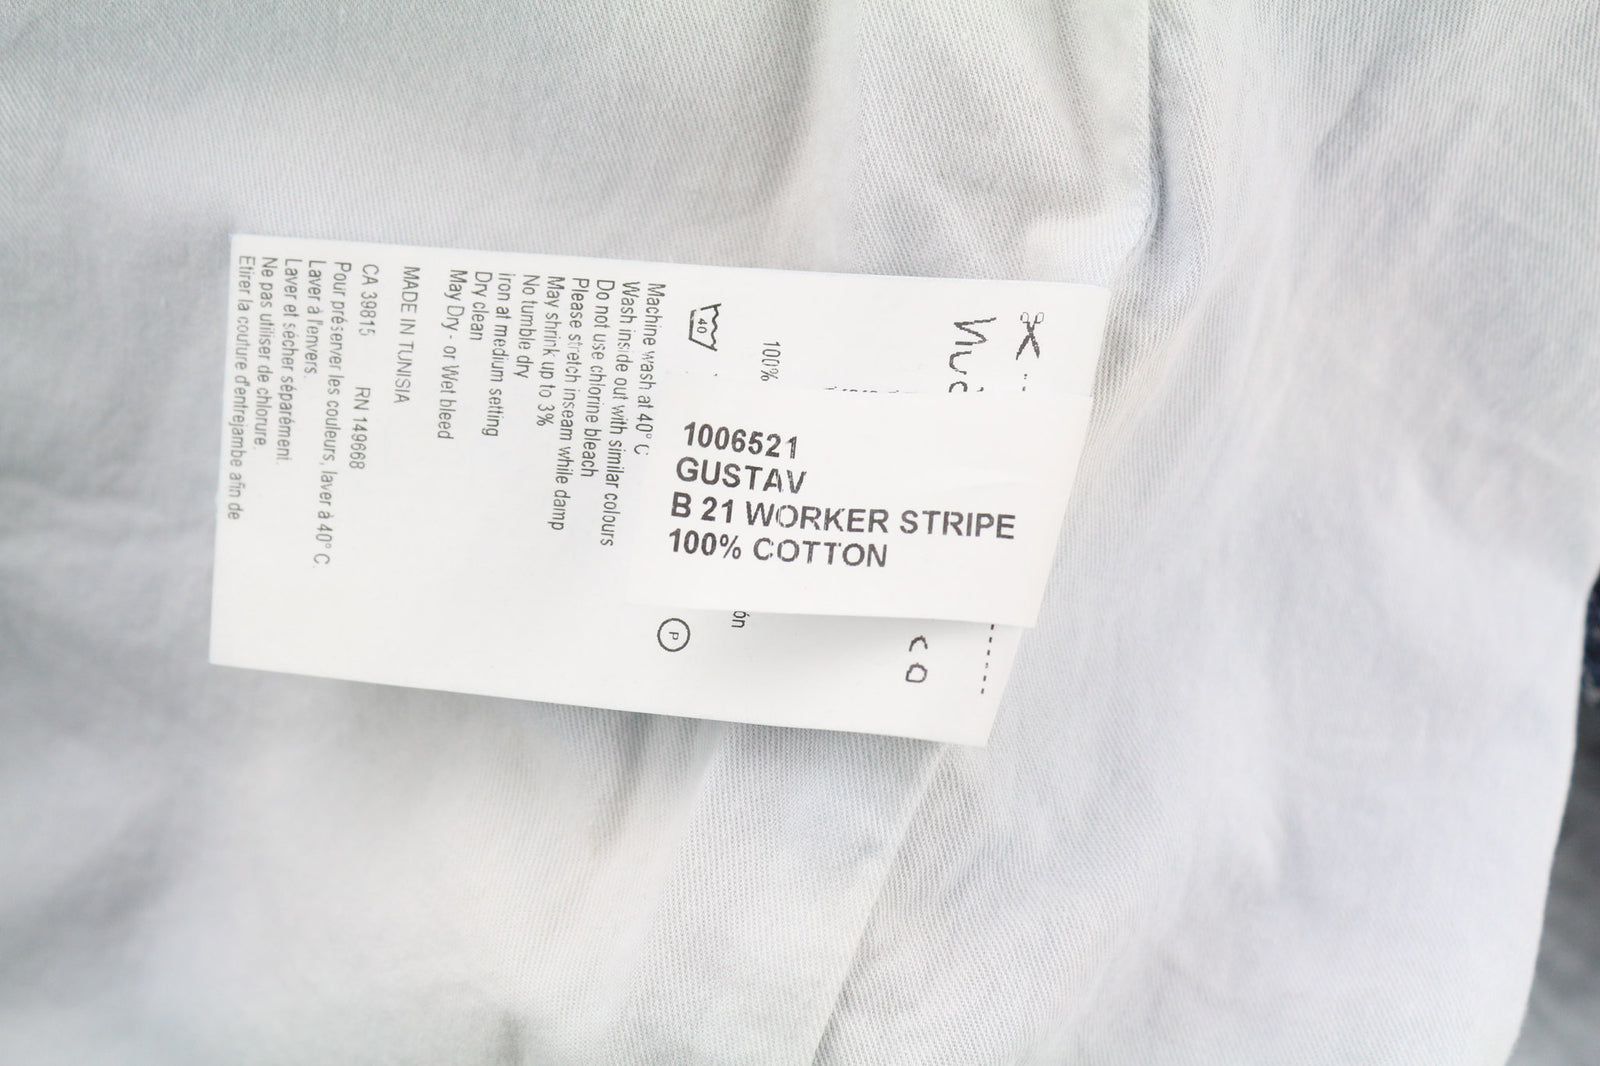 1006521
GUSTAV
B 21 WORKER STRIPE
100% COTTON
100%
40
P
Machine wash at 40° C
Wash inside out with similar colours
Do not use chlorine bleach
Please stretch inseam while damp
May shrink up to 3%
No tumble dry
iron at medium setting
Dry clean
May Dry - or Wet bleed
MADE IN TUNISIA
CA 39815 RN 149668
Pour préserver les couleurs, laver à 40° C.
Laver à l'envers.
Laver et sécher séparément.
Ne pas utiliser de chlorure.
Etirer la couture d'entrejambe afin de